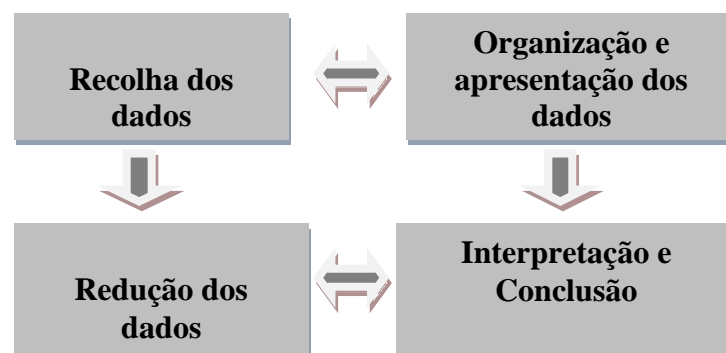 Recolha dos
dados
Organização e
apresentação dos
dados
Redução dos
dados
Interpretação e
Conclusão